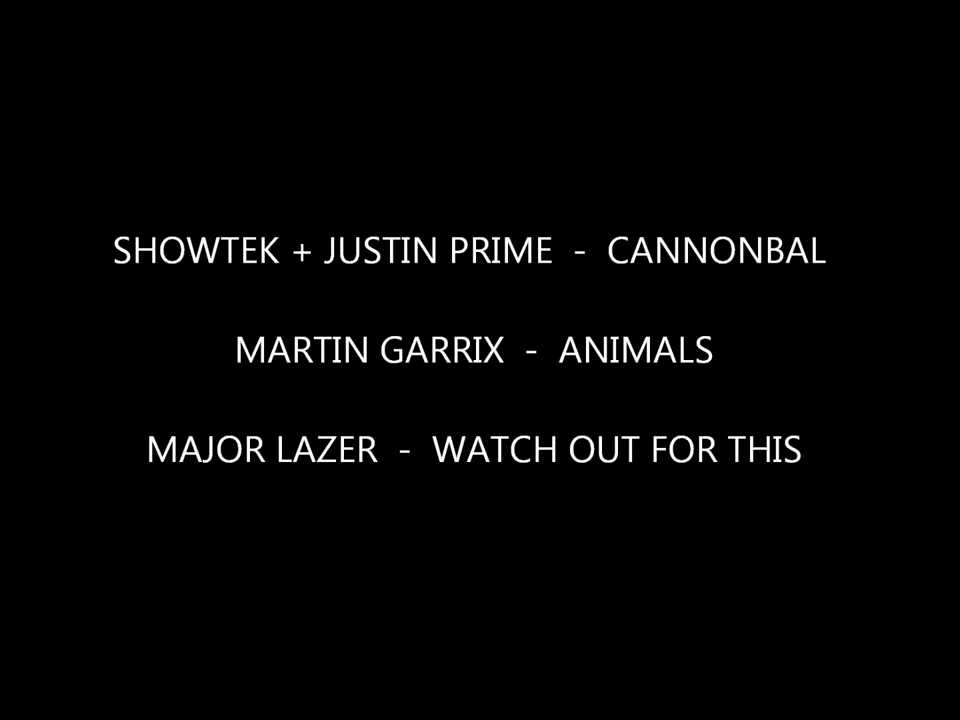 SHOWTEK + JUSTIN PRIME - CANNONBAL
MARTIN GARRIX - ANIMALS
MAJOR LAZER - WATCH OUT FOR THIS